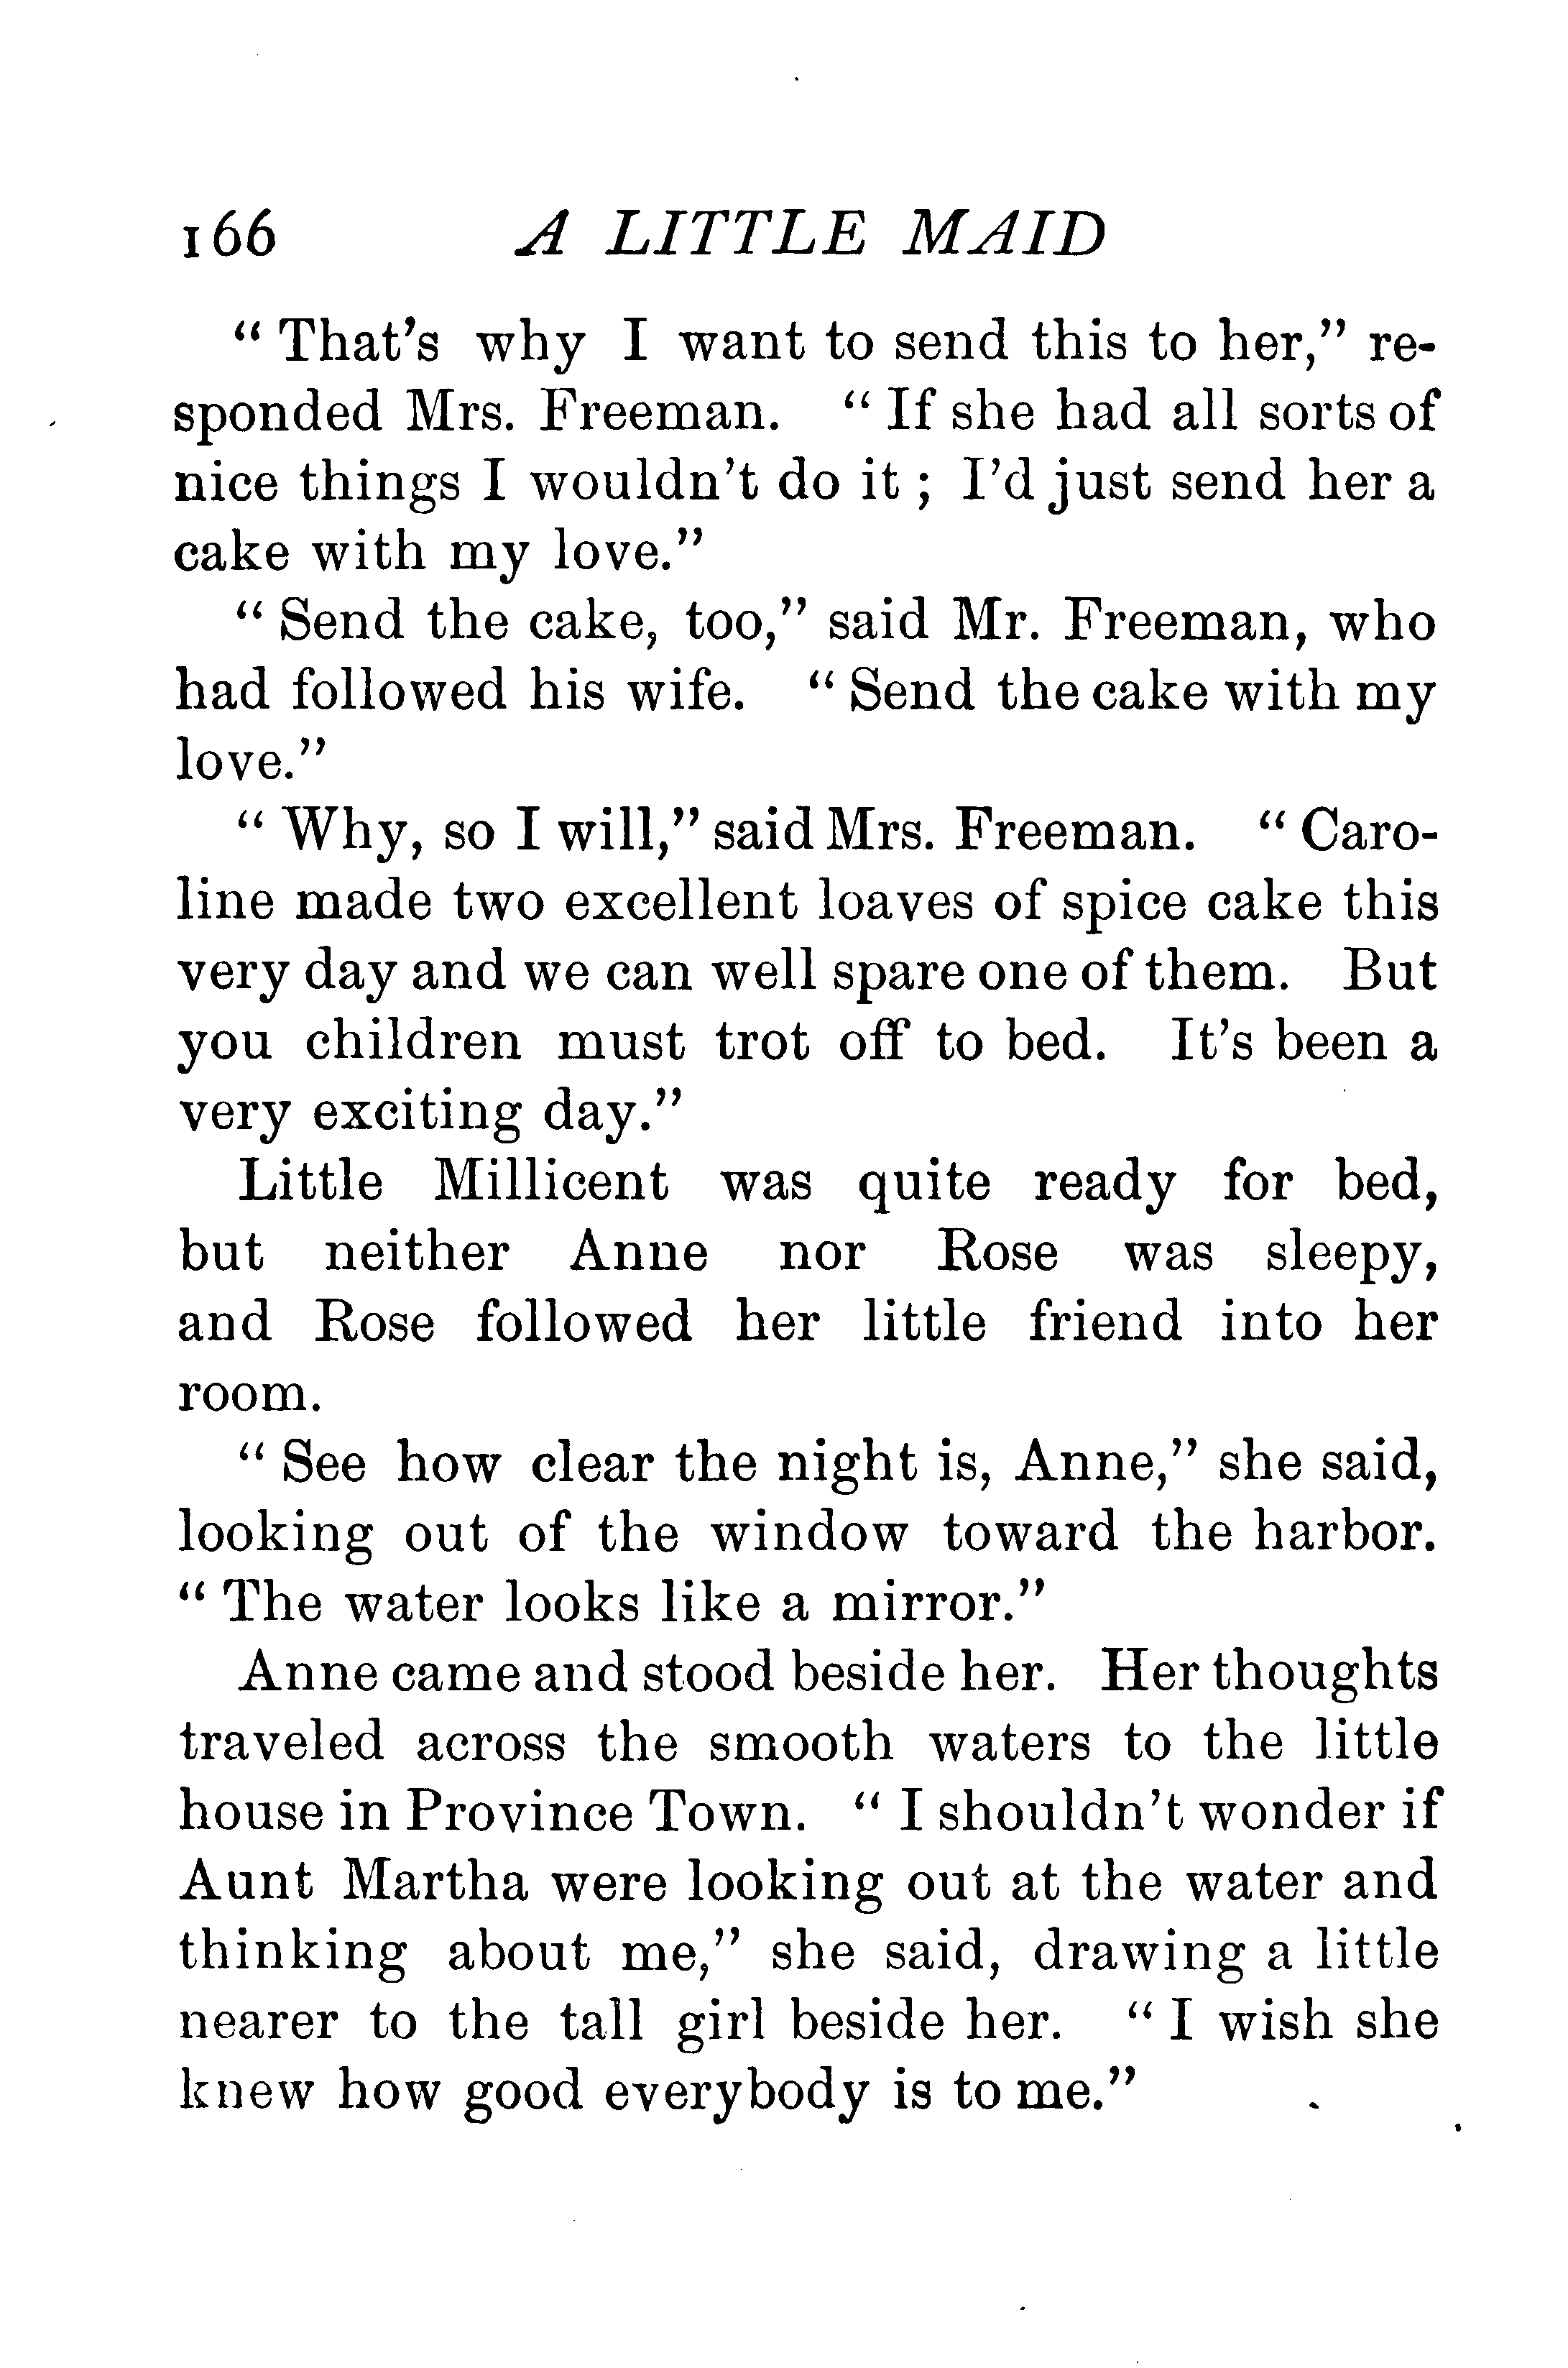 166 A LITTLE MAID
“ That’s why I want to send this to her,” re-
sponded Mrs. Freeman. “ If she had all sorts of
nice things I wouldn’t do it ; I’d just send her a
cake with my love.”
“ Send the cake, too,” said Mr. Freeman, who
had followed his wife. “ Send the cake with my
love.”
“ Why, so I will,” said Mrs. Freeman. “ Caro-
line made two excellent loaves of spice cake this
very day and we can well spare one of them. But
you children must trot off to bed. It’s been a
very exciting day.”
Little Millicent was quite ready for bed,
but neither Anne nor Rose was sleepy,
and Rose followed her little friend into her
room.
“ See how clear the night is, Anne,” she said,
looking out of the window toward the harbor.
“ The water looks like a mirror.”
Anne came and stood beside her. Her thoughts
traveled across the smooth waters to the little
house in Province Town. “ I shouldn’t wonder if
Aunt Martha were looking out at the water and
thinking about me,” she said, drawing a little
nearer to the tall girl beside her. “ I wish she
knew how good everybody is to me.”